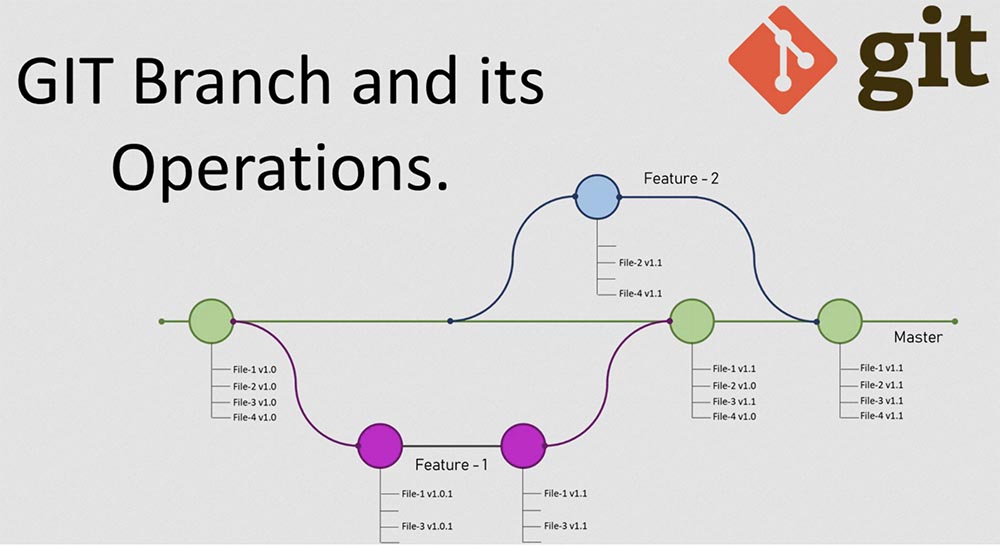 GIT Branch and its
Operations.
git
Feature - 2
File-2 v1.1
File-4 v1.1
Master
File-1 v1.0
File-2 v1.0
File-3 v1.0
File-4 v1.0
File-1 v1.1
File-2 v1.0
File-3 v1.1
File-4 v1.0
File-1 v1.1
File-2 v1.1
File-3 v1.1
File-4 v1.1
Feature - 1
File-1 v1.0.1
File-3 v1.0.1
File-1 v1.1
File-3 v1.1